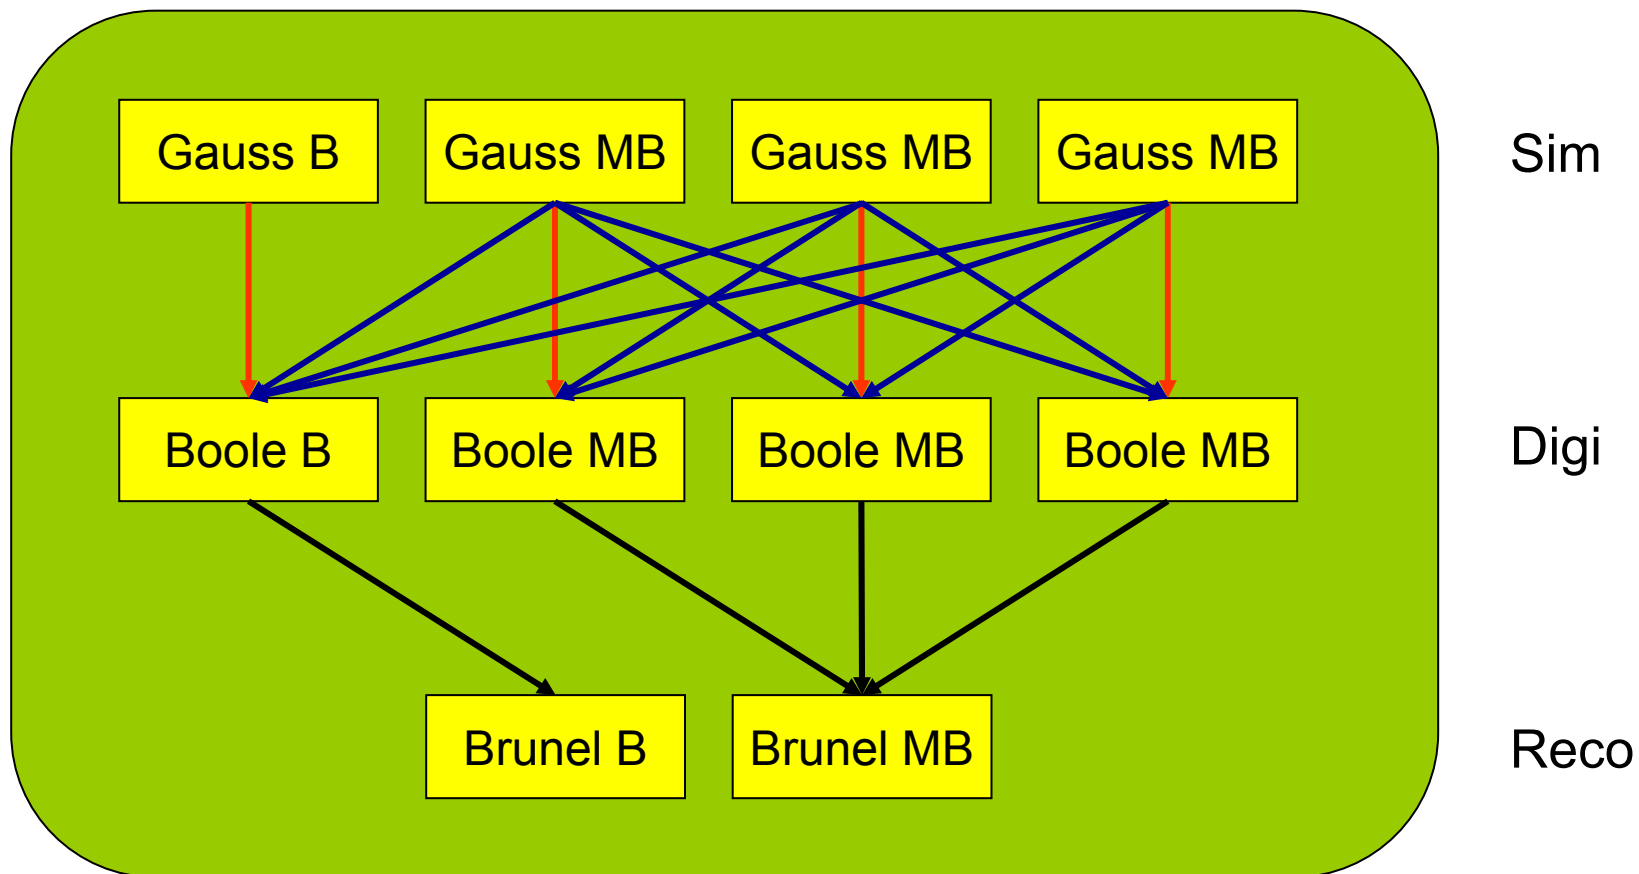 Gauss B
Gauss MB
Gauss MB
Gauss MB
Sim
Boole B
Boole MB
Boole MB
Boole MB
Digi
Brunel B
Brunel MB
Reco